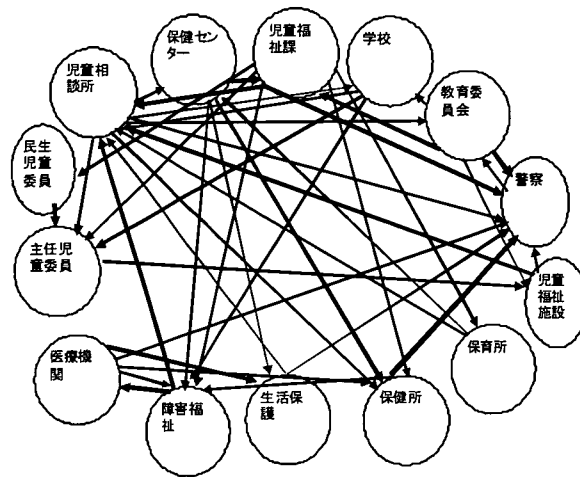 保健センター
児童福祉課
学校
児童相談所
教育委員会
民生児童委員
警察
主任児童委員
児童福祉施設
医療機関
保育所
障害福祉
生活保護
保健所